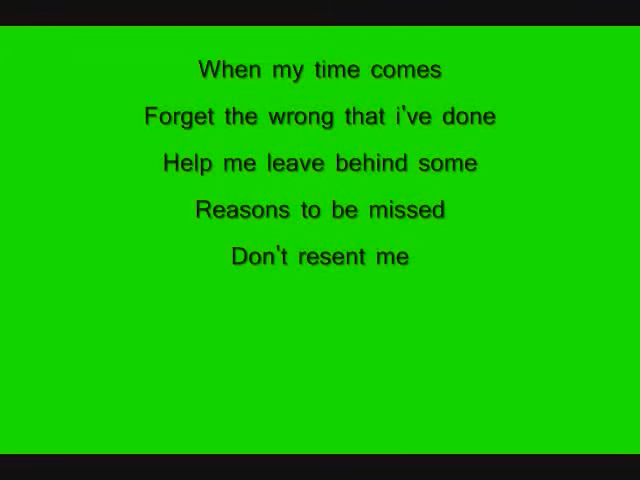 When my time comes
Forget the wrong that i've done
Help me leave behind some
Reasons to be missed
Don't resent me